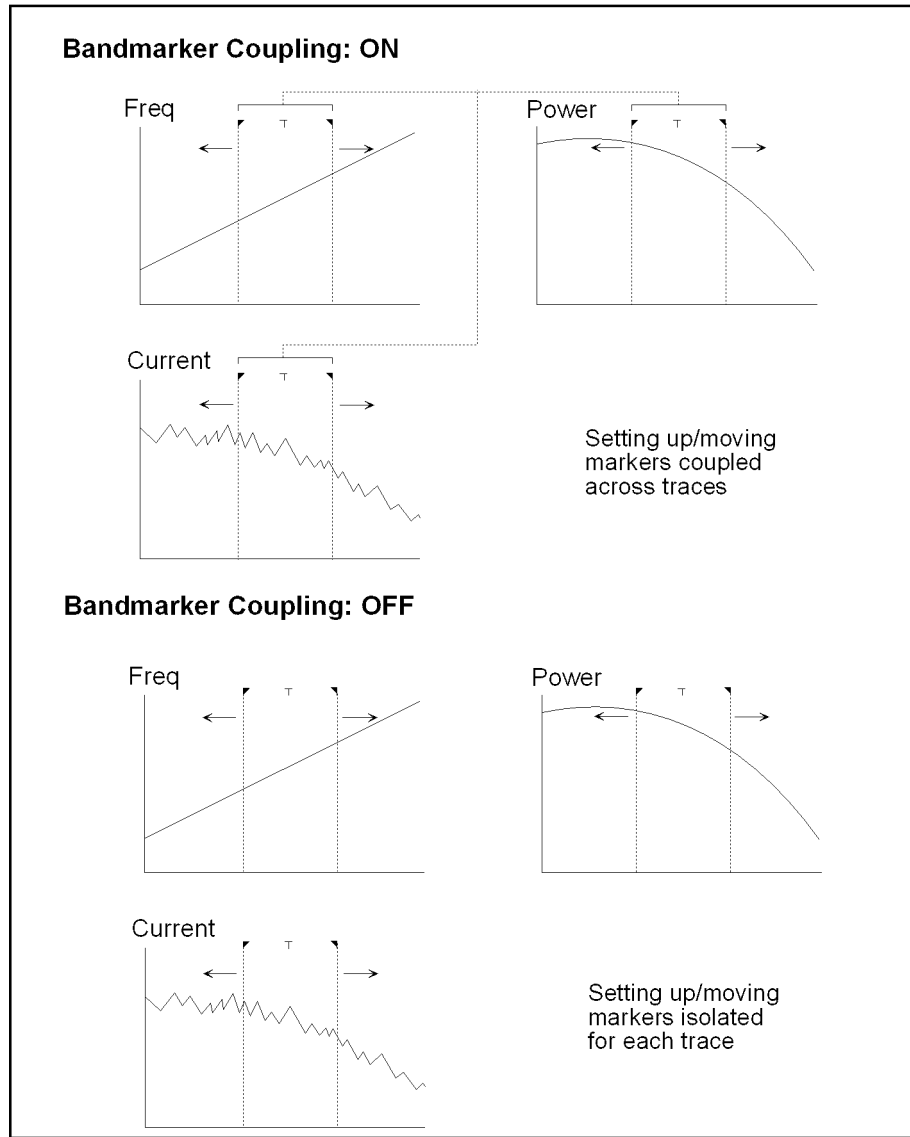 Bandmarker Coupling: ON
Freq
Power
T
T
Current
T
Setting up/moving
markers coupled
across traces
Bandmarker Coupling: OFF
Freq
Power
T
T
Current
T
Setting up/moving
markers isolated
for each trace